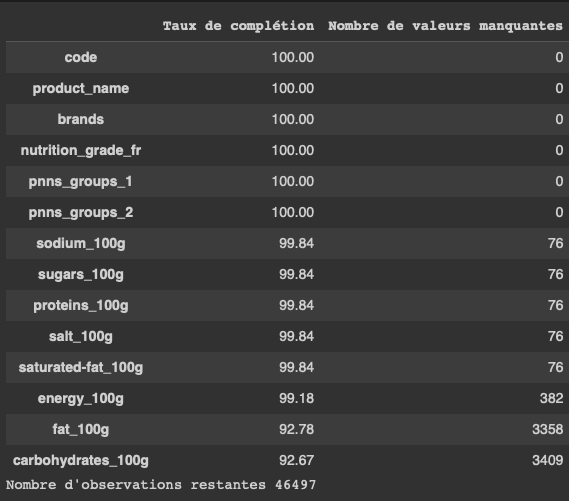 Taux de complétion Nombre de valeurs manquantes
code 100.00 0
product_name 100.00 0
brands 100.00 0
nutrition_grade_fr 100.00 0
pnns_groups_1 100.00 0
pnns_groups_2 100.00 0
sodium_100g 99.84 76
sugars_100g 99.84 76
proteins_100g 99.84 76
salt_100g 99.84 76
saturated-fat_100g 99.84 76
energy_100g 99.18 382
fat_100g 92.78 3358
carbohydrates_100g 92.67 3409
Nombre d'observations restantes 46497